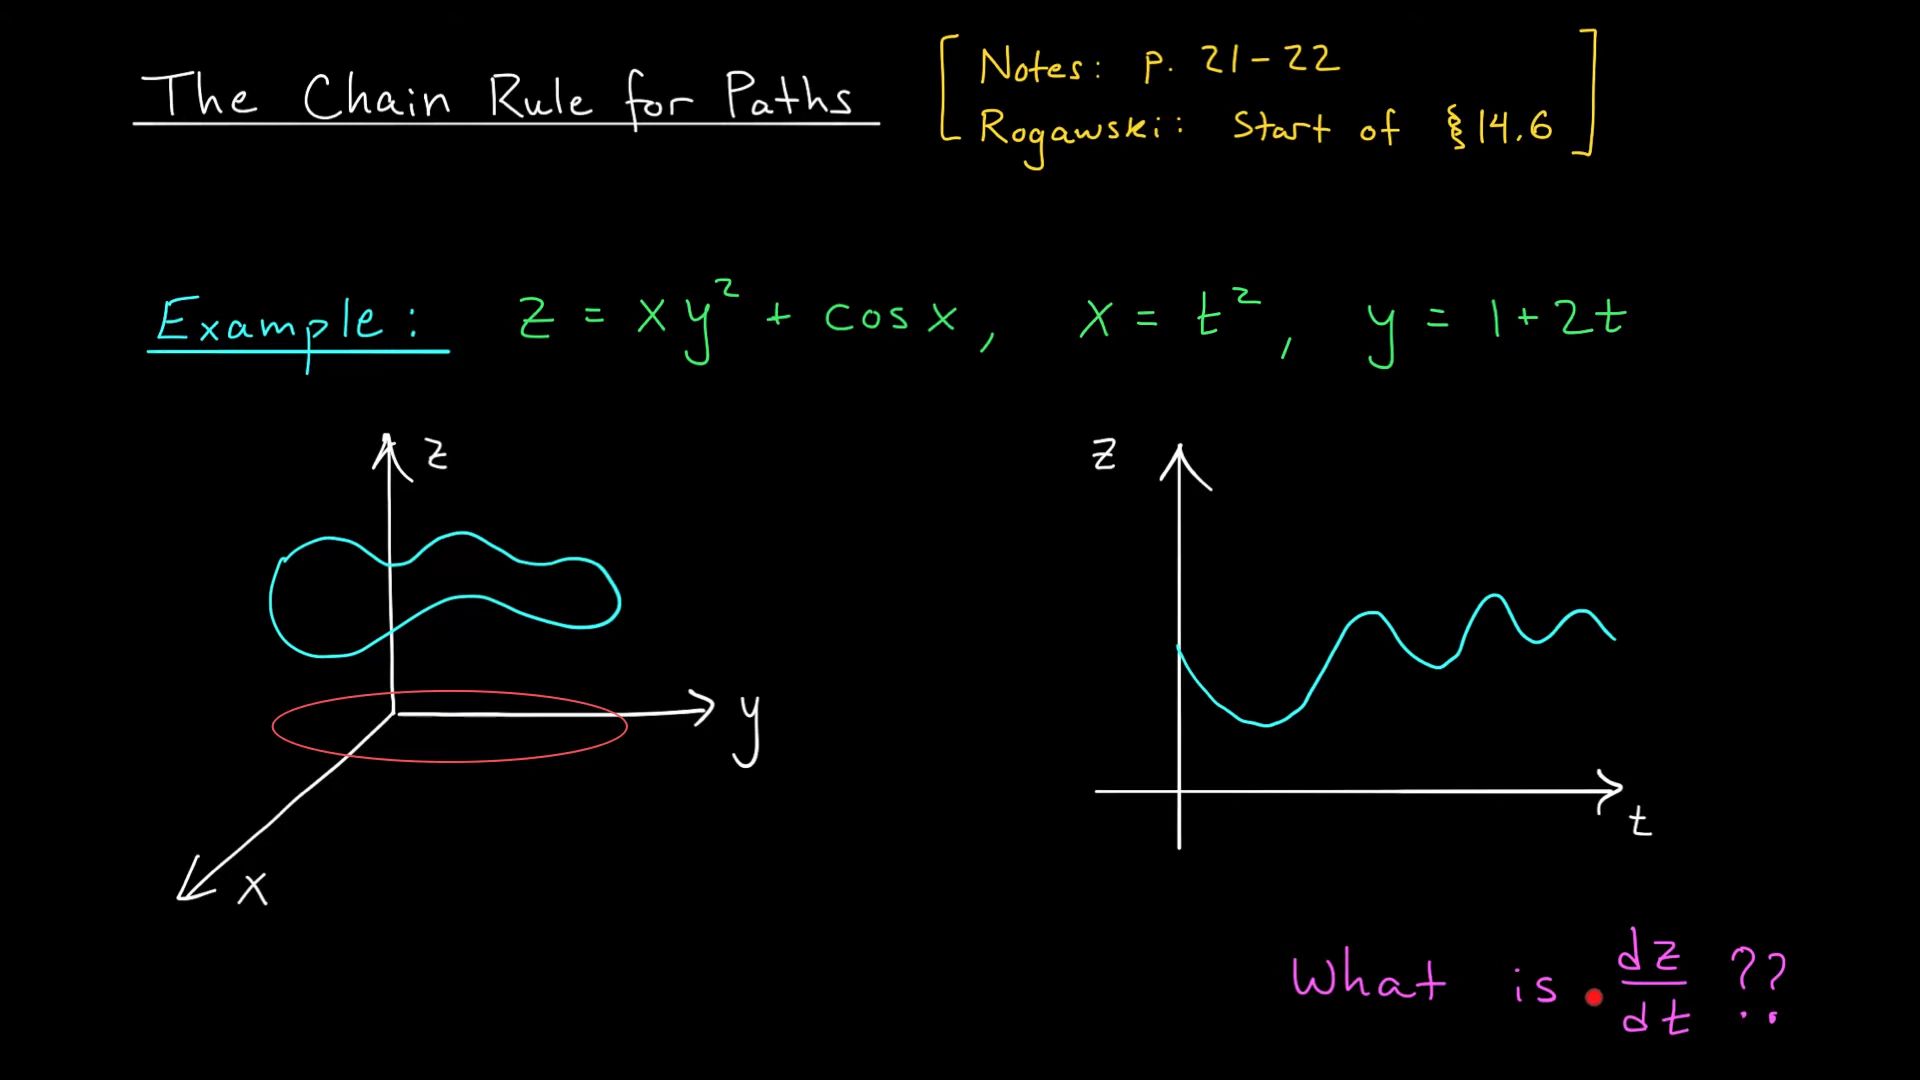 The Chain Rule for Paths
[ Notes: p. 21-22
Rogawski: Start of §14.6 ]
Example: z = xy² + cos x, x = t², y = 1+2t
z
y
x
z
t
What is dz/dt ??